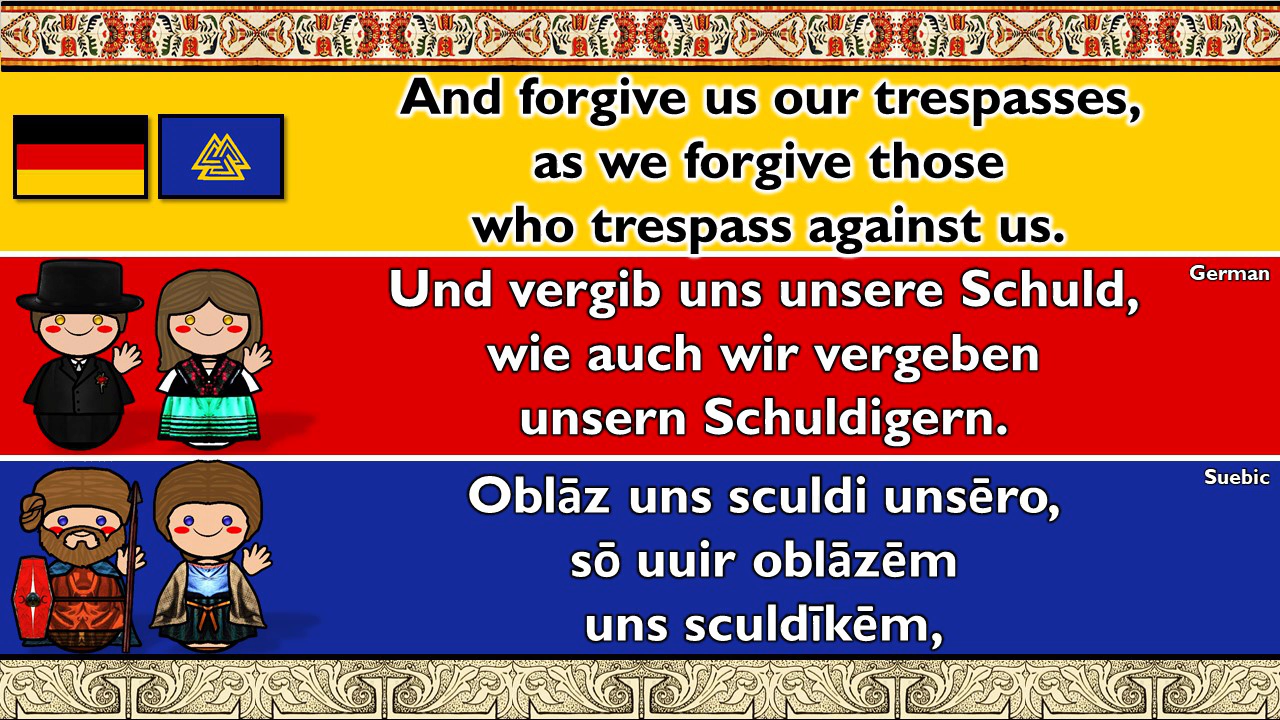 And forgive us our trespasses,
as we forgive those
who trespass against us.
German
Und vergib uns unsere Schuld,
wie auch wir vergeben
unsern Schuldigern.
Suebic
Oblāz uns sculdi unsēro,
sō uuir oblāzēm
uns sculdīkēm,